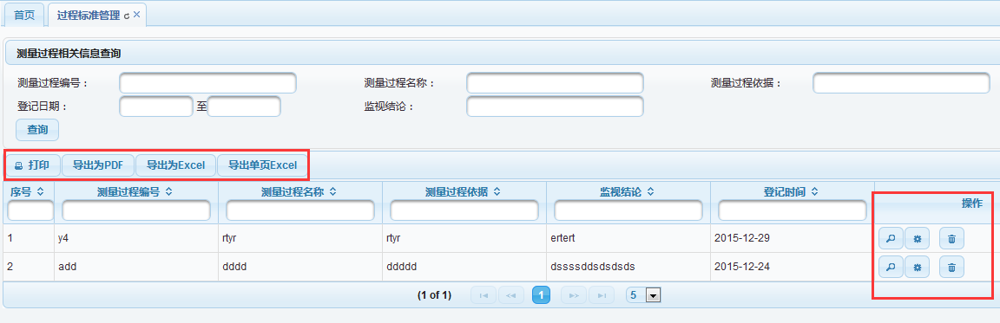 首页 过程标准管理
测量过程相关信息查询
测量过程编号： 测量过程名称： 测量过程依据：
登记日期： 至 监视结论：
查询
打印 导出为PDF 导出为Excel 导出单页Excel
序号 测量过程编号 测量过程名称 测量过程依据 监视结论 登记时间 操作
1 y4 rtyr rtyr ertert 2015-12-29
2 add dddd ddddd dssssddsdsdsds 2015-12-24
(1 of 1) 1 5